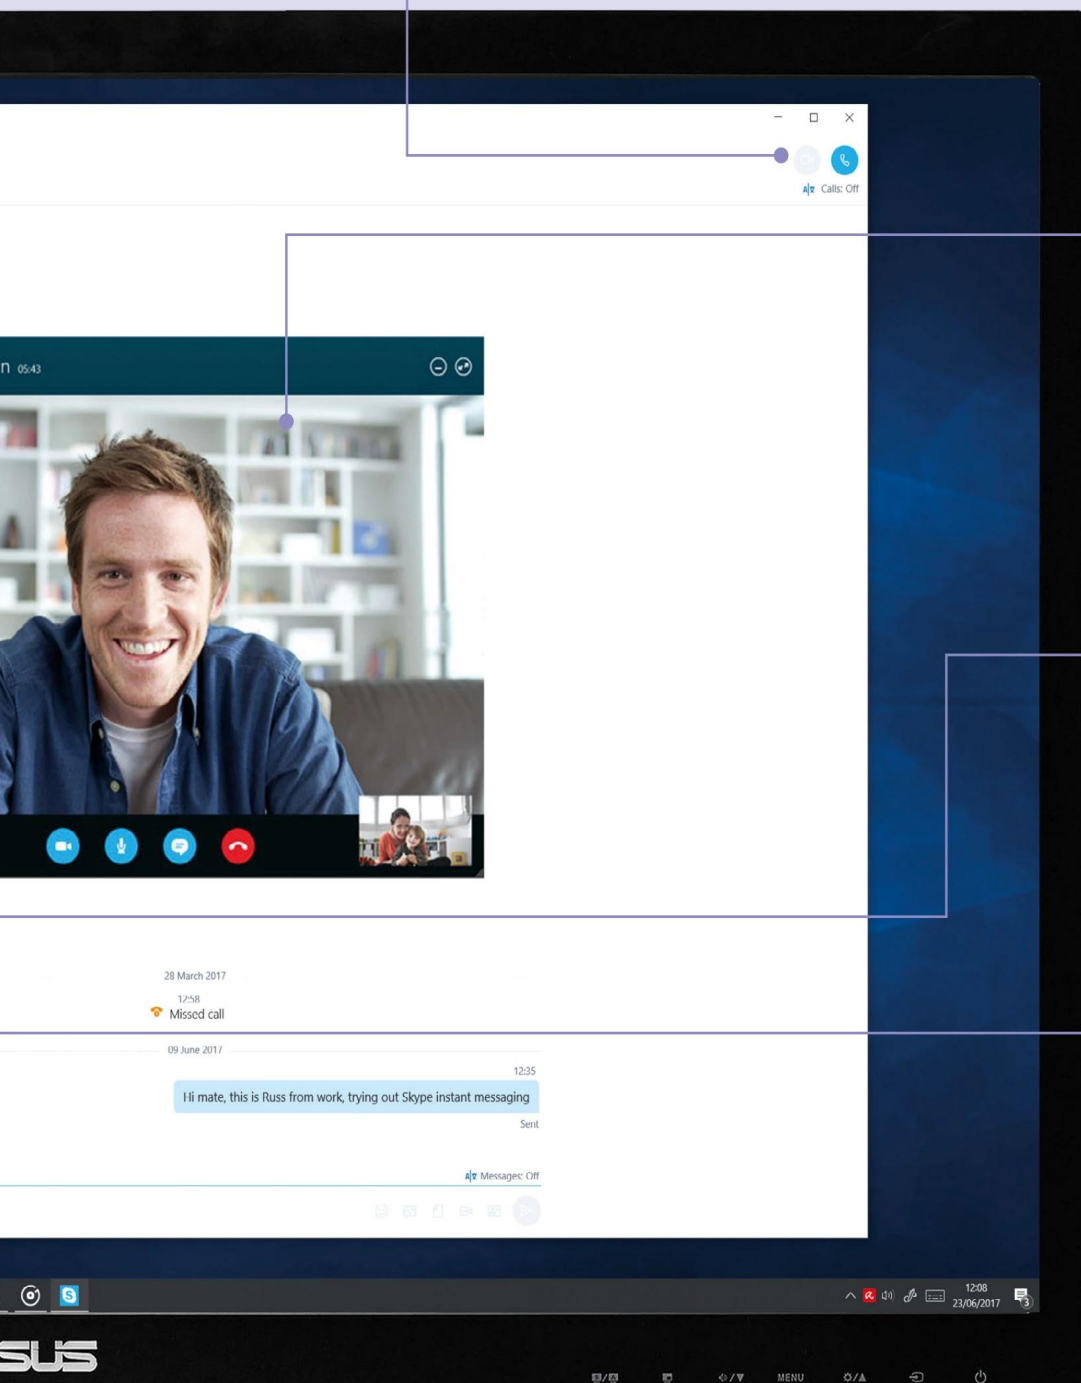 Calls: Off
05:43
28 March 2017
12:58
Missed call
09 June 2017
12:35
Hi mate, this is Russ from work, trying out Skype instant messaging
Sent
Messages: Off
12:08
23/06/2017
3
SUS
MENU